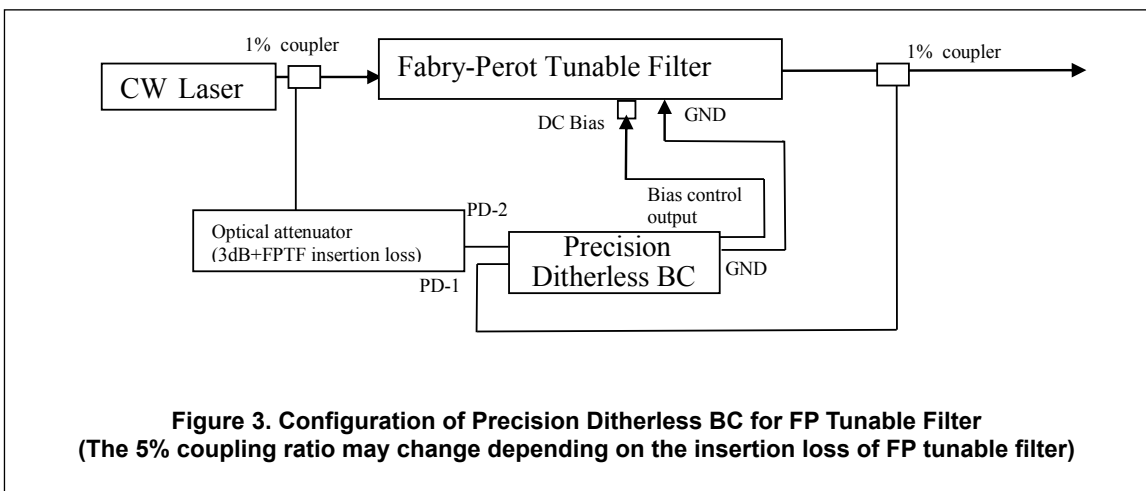 1% coupler
1% coupler
CW Laser
Fabry-Perot Tunable Filter
DC Bias
GND
Bias control
output
PD-2
Optical attenuator
(3dB+FPTF insertion loss)
Precision
Ditherless BC
GND
PD-1
Figure 3. Configuration of Precision Ditherless BC for FP Tunable Filter
(The 5% coupling ratio may change depending on the insertion loss of FP tunable filter)